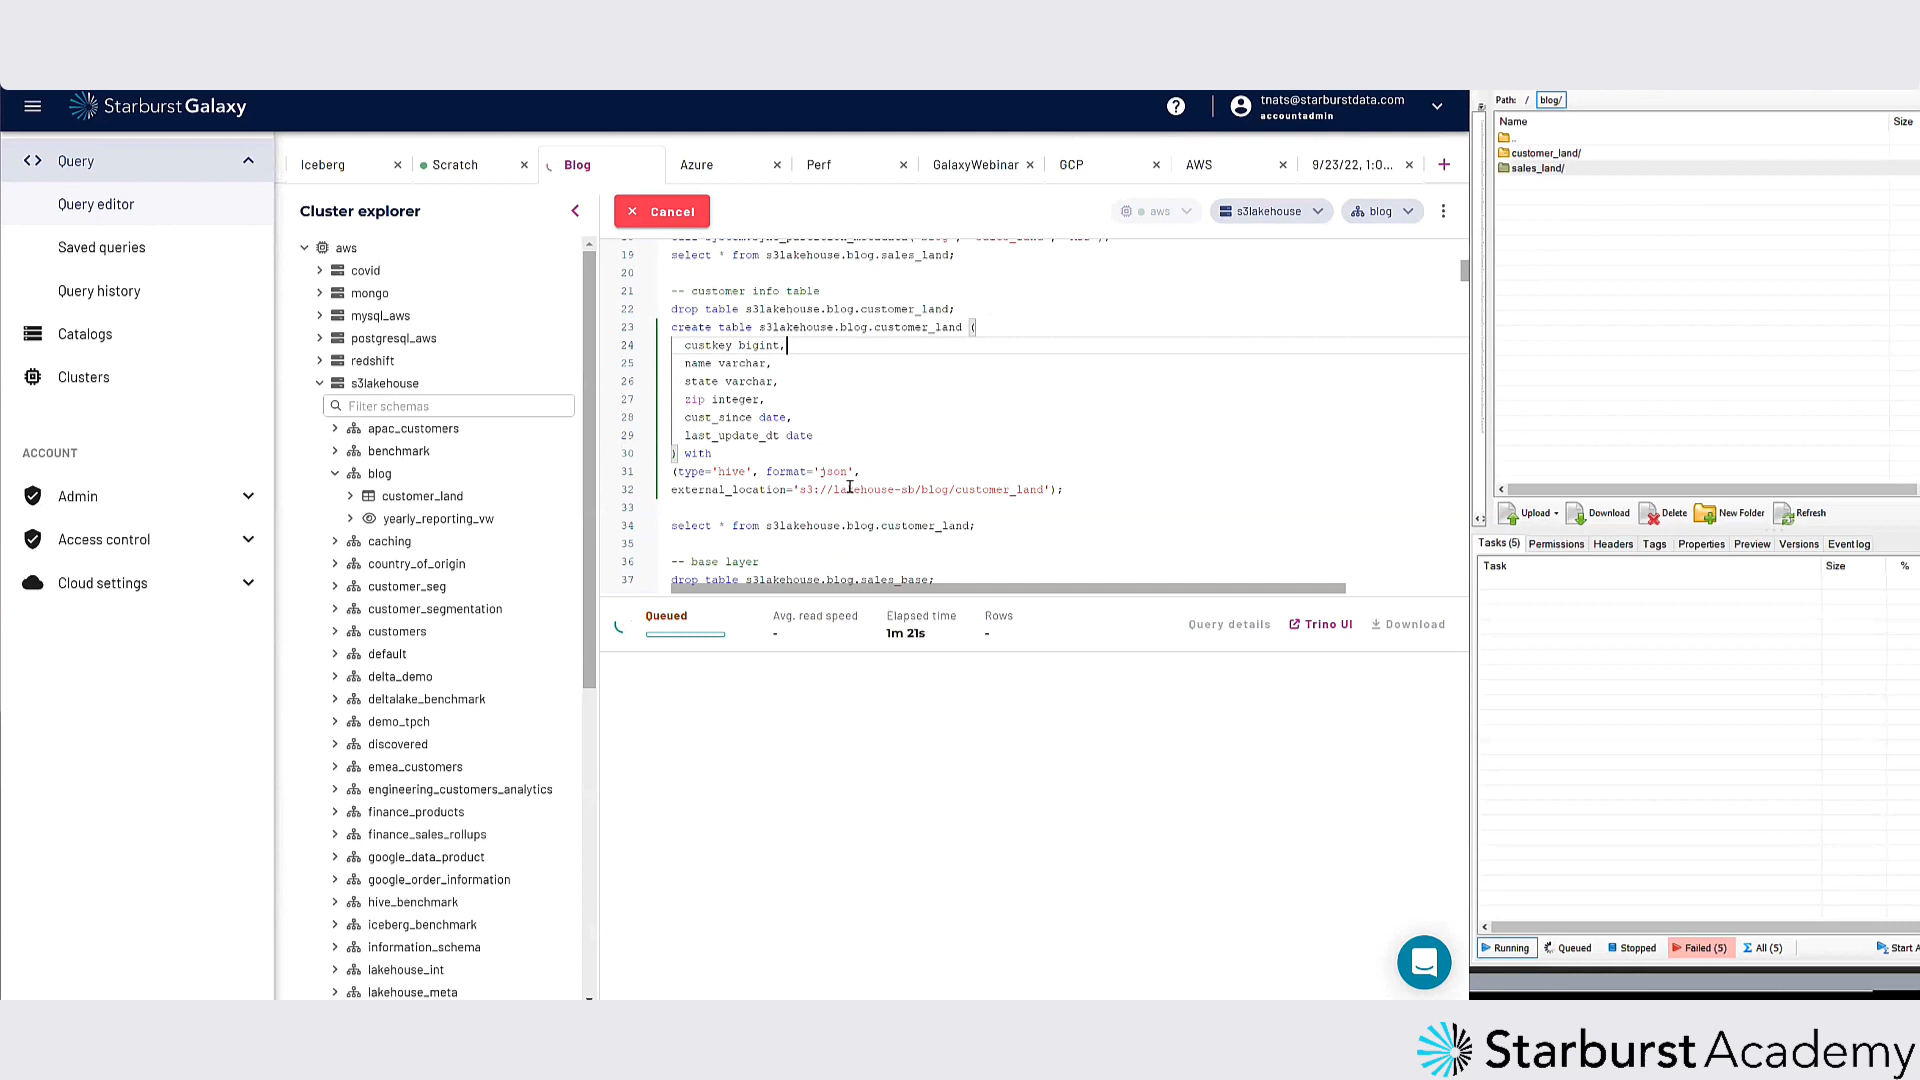 Starburst Galaxy
tnats@starburstdata.com
accountadmin
Query
Query editor
Saved queries
Query history
Catalogs
Clusters
ACCOUNT
Admin
Access control
Cloud settings
Iceberg
Scratch
Blog
Azure
Perf
GalaxyWebinar
GCP
AWS
9/23/22, 1:0...
Cluster explorer
aws
covid
mongo
mysql_aws
postgresql_aws
redshift
s3lakehouse
Filter schemas
apac_customers
benchmark
blog
customer_land
yearly_reporting_vw
caching
country_of_origin
customer_seg
customer_segmentation
customers
default
delta_demo
deltalake_benchmark
demo_tpch
discovered
emea_customers
engineering_customers_analytics
finance_products
finance_sales_rollups
google_data_product
google_order_information
hive_benchmark
iceberg_benchmark
information_schema
lakehouse_int
lakehouse_meta
Cancel
aws
s3lakehouse
blog
19 select * from s3lakehouse.blog.sales_land;
20
21 -- customer info table
22 drop table s3lakehouse.blog.customer_land;
23 create table s3lakehouse.blog.customer_land (
24 custkey bigint,
25 name varchar,
26 state varchar,
27 zip integer,
28 cust_since date,
29 last_update_dt date
30 ) with
31 (type='hive', format='json',
32 external_location='s3://lakehouse-sb/blog/customer_land');
33
34 select * from s3lakehouse.blog.customer_land;
35
36 -- base layer
37 drop table s3lakehouse.blog.sales_base;
Queued
Avg. read speed
-
Elapsed time
1m 21s
Rows
-
Query details
Trino UI
Download
Path: / blog/
Name Size
..
customer_land/
sales_land/
Upload Download Delete New Folder Refresh
Tasks (5) Permissions Headers Tags Properties Preview Versions Event log
Task Size %
Running Queued Stopped Failed (5) All (5) Start A
Starburst Academy